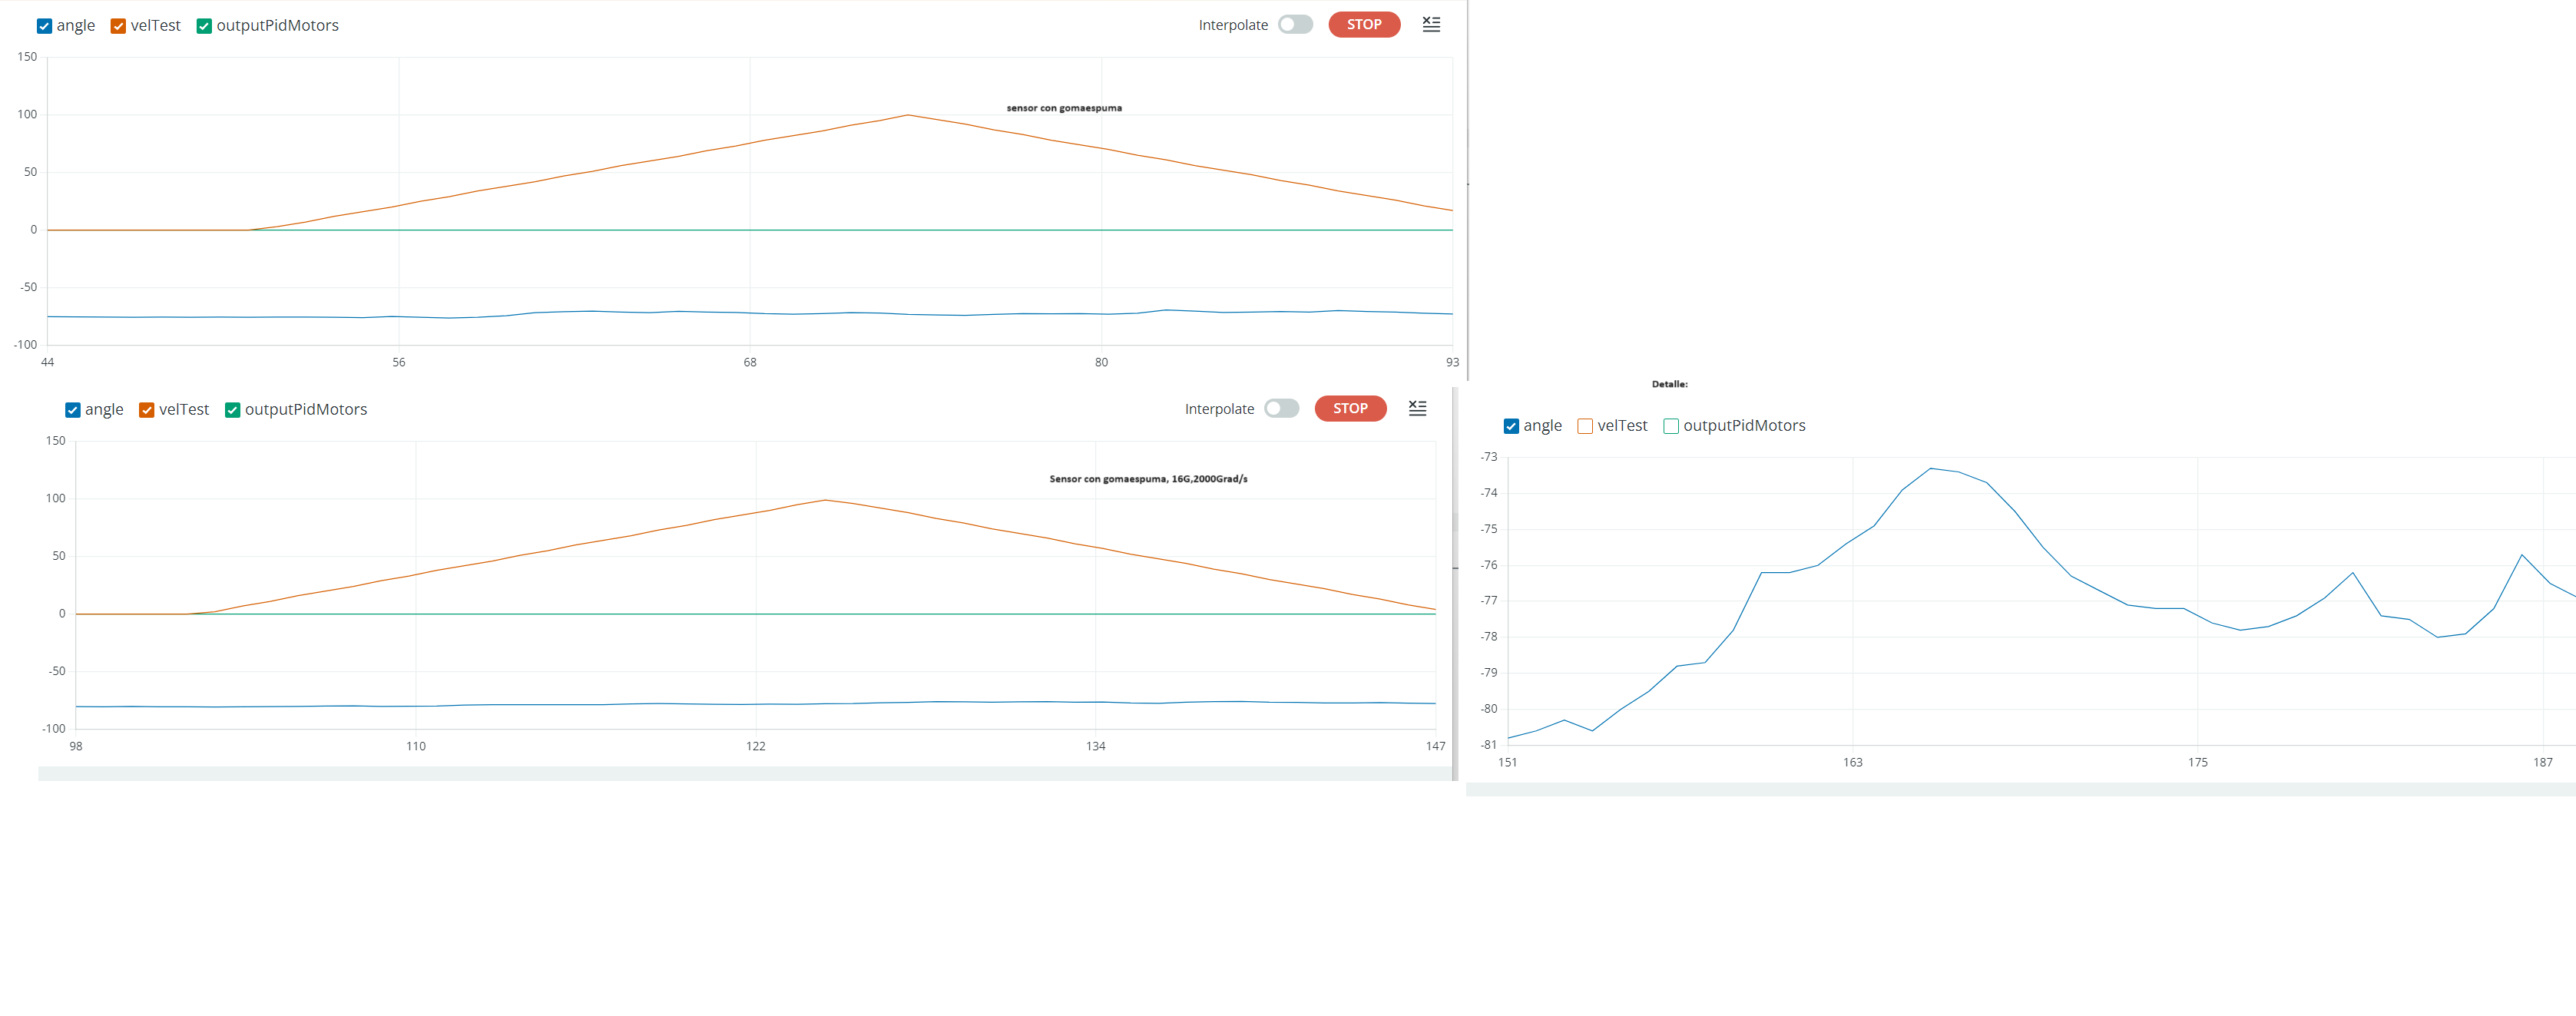 angle velTest outputPidMotors Interpolate STOP
150
sensor con gomaespuma
100
50
0
-50
-100
44 56 68 80 93
angle velTest outputPidMotors Interpolate STOP
150
Sensor con gomaespuma, 16G,2000Grad/s
100
50
0
-50
-100
98 110 122 134 147
Detalle:
angle velTest outputPidMotors
-73
-74
-75
-76
-77
-78
-79
-80
-81
151 163 175 187